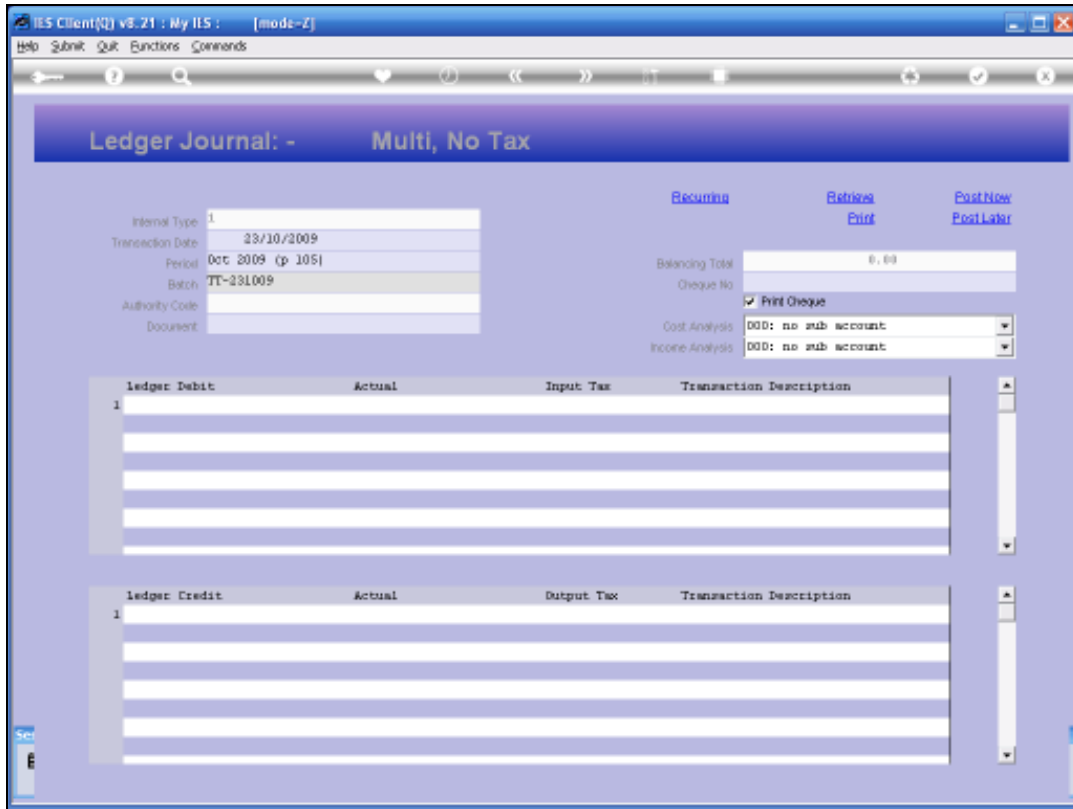 IES Client(Q) v8.21 : My IES : [mode-Z]
Help Submit Quit Functions Commands
Ledger Journal: - Multi, No Tax
Recurring Retrieve Post Now
Print Post Later
Internal Type 1
Transaction Date 23/10/2009
Period Oct 2009 (p 105)
Batch TT-231009
Authority Code
Document
Balancing Total 0.00
Cheque No
Print Cheque
Cost Analysis 000: no sub account
Income Analysis 000: no sub account
Ledger Debit Actual Input Tax Transaction Description
1
Ledger Credit Actual Output Tax Transaction Description
1